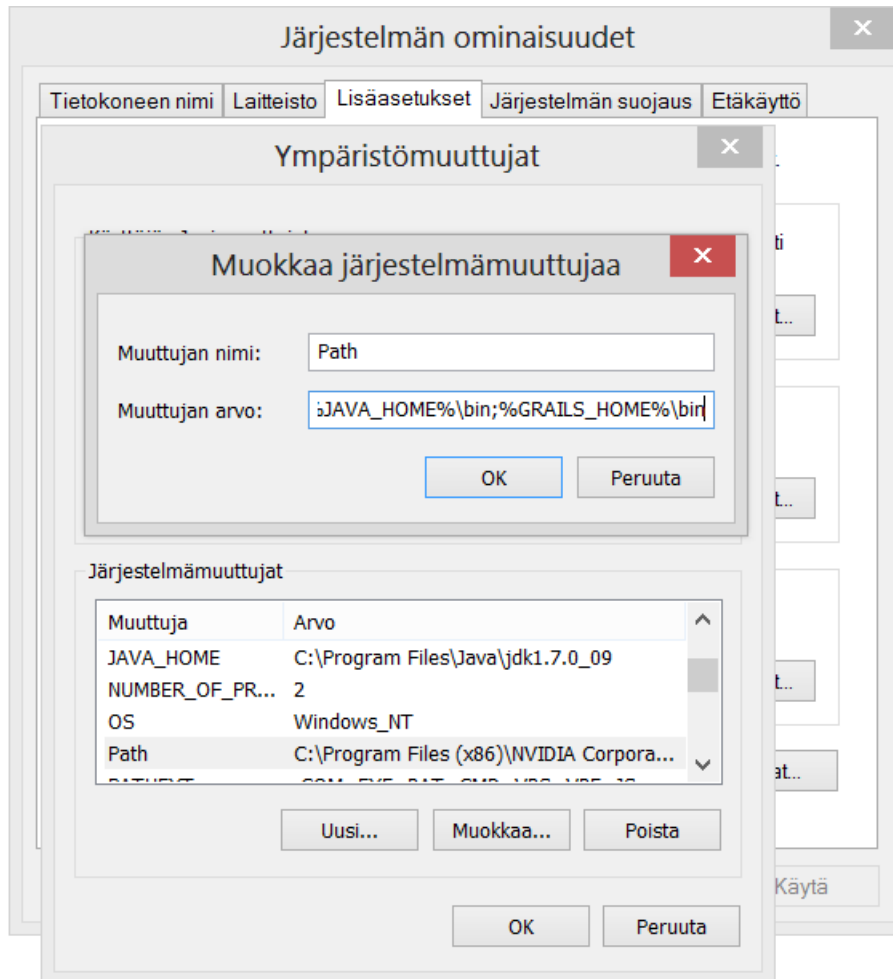 Järjestelmän ominaisuudet
Tietokoneen nimi Laitteisto Lisäasetukset Järjestelmän suojaus Etäkäyttö
Ympäristömuuttujat
Muokkaa järjestelmämuuttujaa
Muuttujan nimi: Path
Muuttujan arvo: %JAVA_HOME%\bin;%GRAILS_HOME%\bin
OK Peruuta
t...
t...
Järjestelmämuuttujat
Muuttuja Arvo
JAVA_HOME C:\Program Files\Java\jdk1.7.0_09
NUMBER_OF_PR... 2
OS Windows_NT
Path C:\Program Files (x86)\NVIDIA Corpora...
t...
at...
Uusi... Muokkaa... Poista
Käytä
OK Peruuta